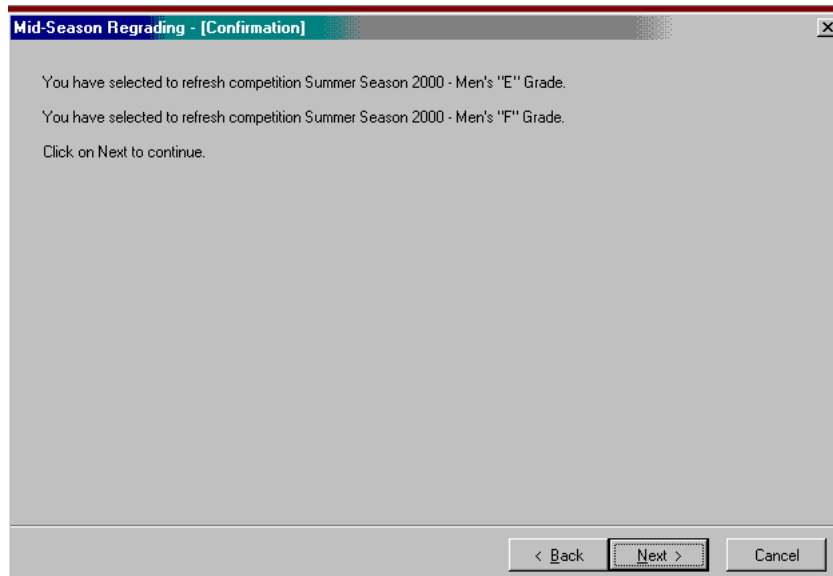 Mid-Season Regrading - [Confirmation]
You have selected to refresh competition Summer Season 2000 - Men's "E" Grade.
You have selected to refresh competition Summer Season 2000 - Men's "F" Grade.
Click on Next to continue.
< Back Next > Cancel